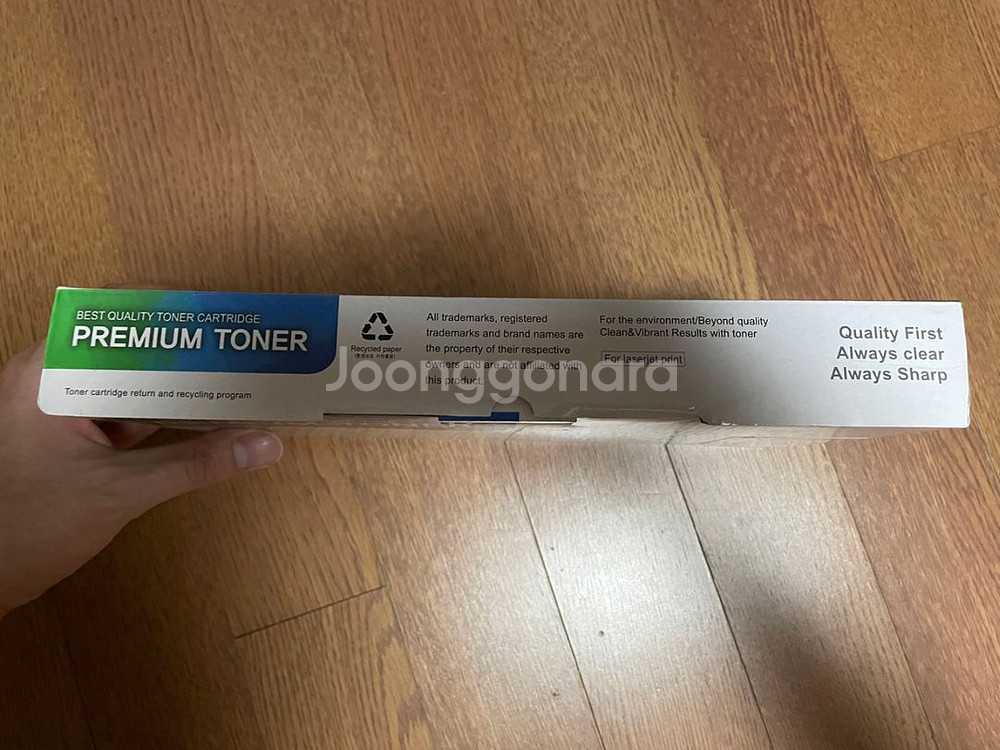 BEST QUALITY TONER CARTRIDGE
PREMIUM TONER
Toner cartridge return and recycling program
Recycled paper
All trademarks, registered
trademarks and brand names are
the property of their respective
owners and are not affiliated with
this product.
For the environment/Beyond quality
Clean&Vibrant Results with toner
For laserjet print
Quality First
Always clear
Always Sharp
Joonggonara